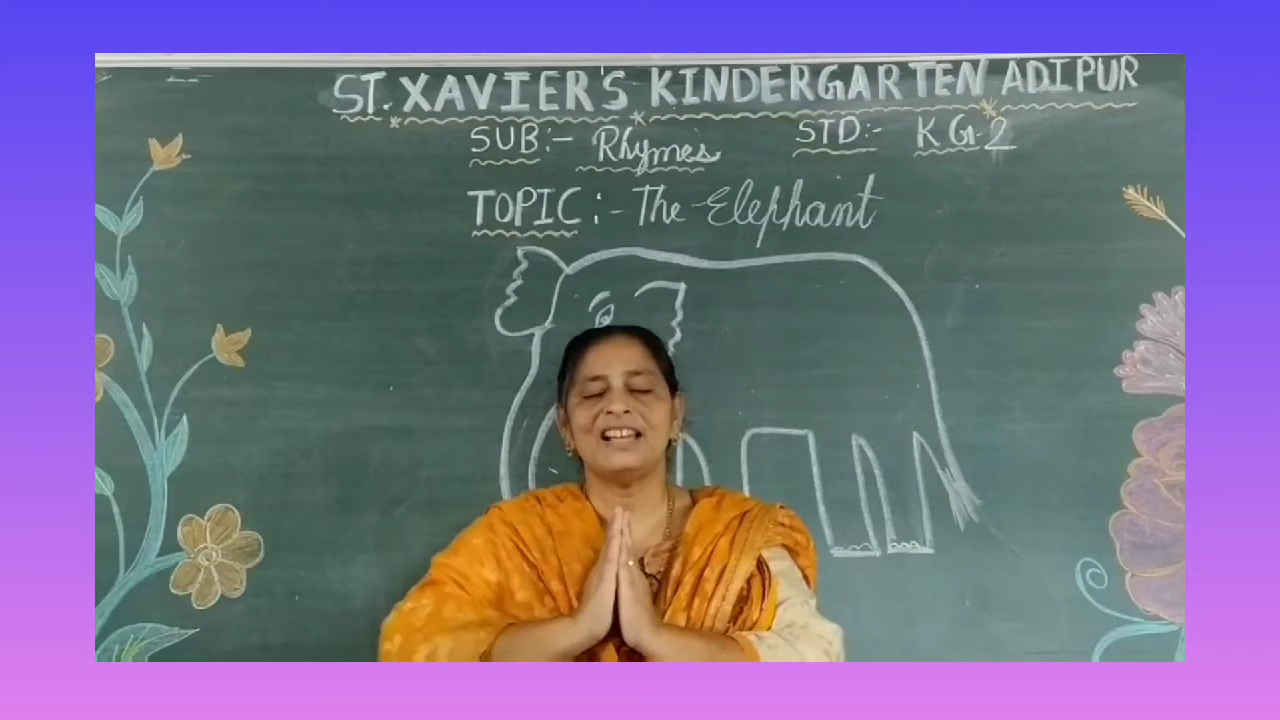 ST. XAVIER'S KINDERGARTEN ADIPUR
SUB:- Rhymes STD:- KG-2
TOPIC:- The Elephant